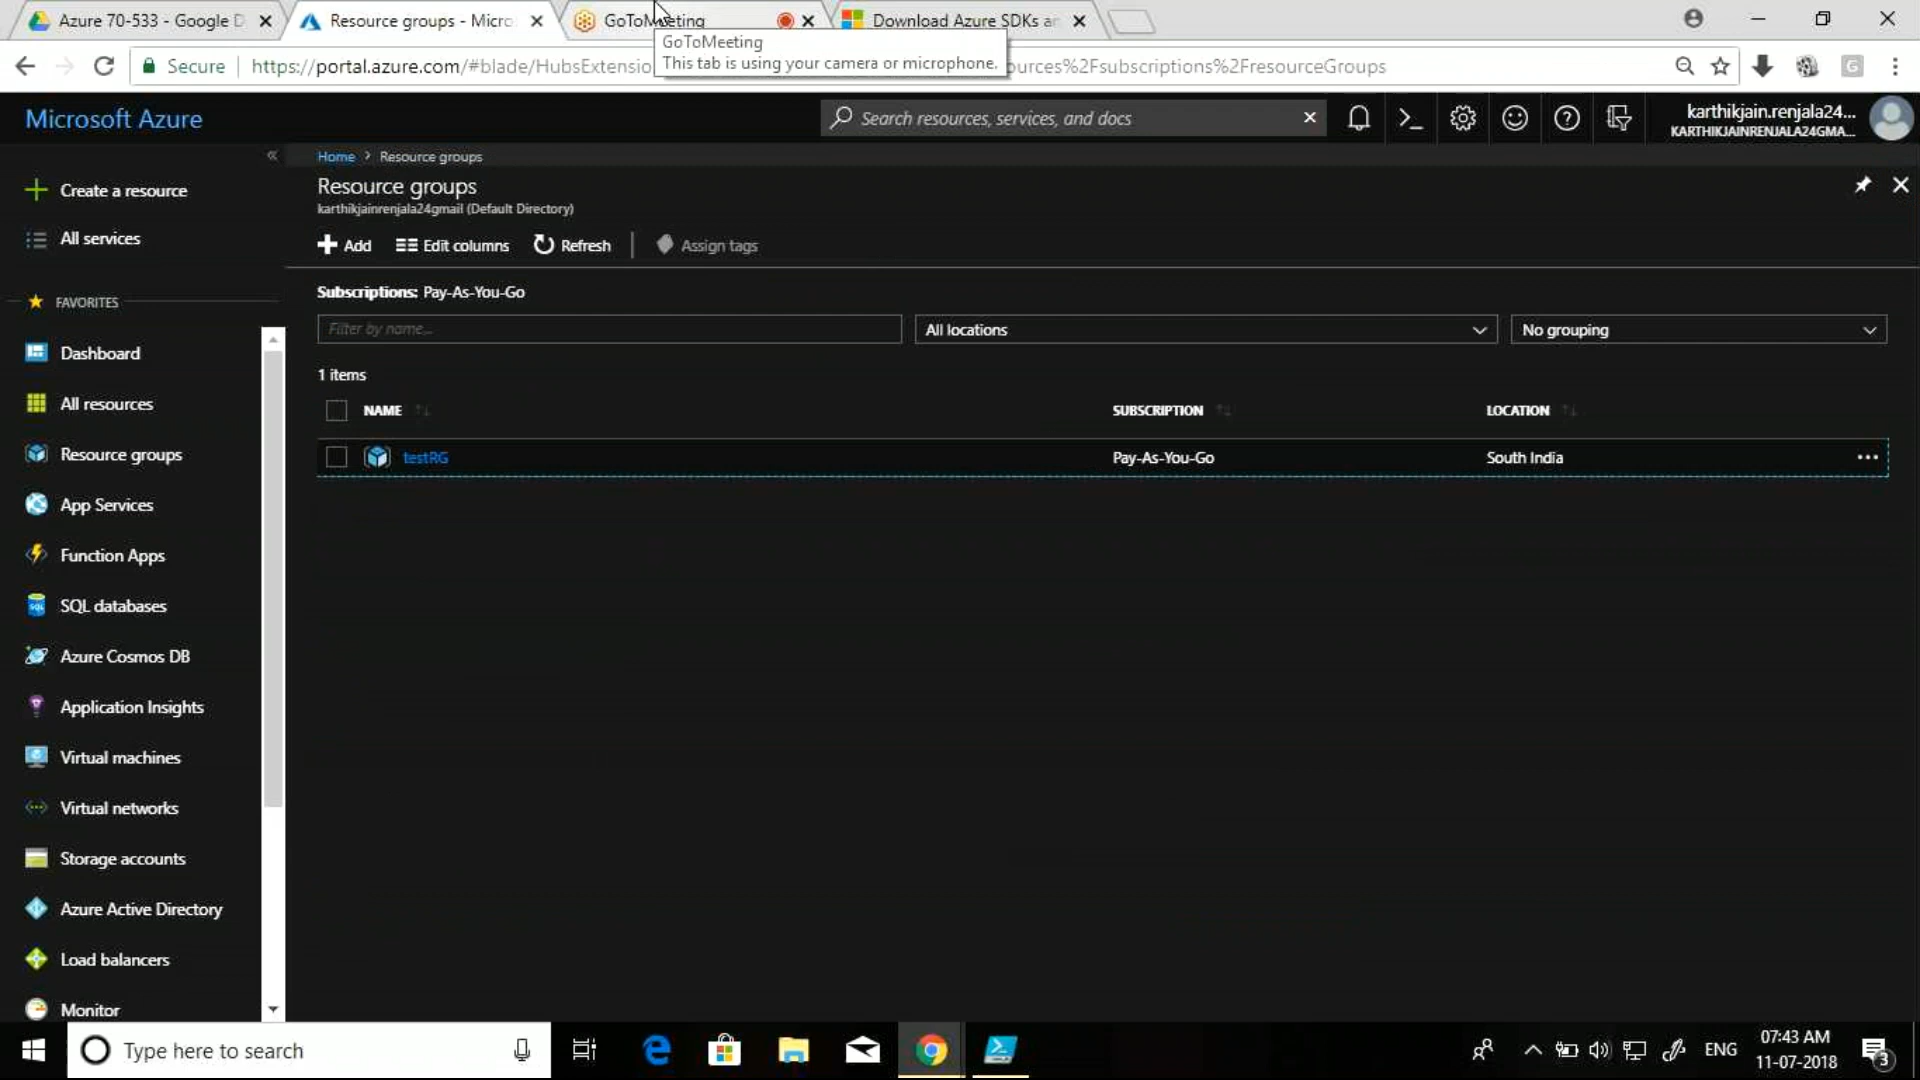 Azure 70-533 - Google D
Resource groups - Micro
GoToMeeting
Download Azure SDKs an
GoToMeeting
This tab is using your camera or microphone.
Secure
https://portal.azure.com/#blade/HubsExtensio
ources%2Fsubscriptions%2FresourceGroups
G
Microsoft Azure
Search resources, services, and docs
karthikjain.renjala24...
KARTHIKJAINRENJALA24GMA...
Home > Resource groups
Resource groups
karthikjainrenjala24gmail (Default Directory)
Create a resource
All services
FAVORITES
Dashboard
All resources
Resource groups
App Services
Function Apps
SQL databases
Azure Cosmos DB
Application Insights
Virtual machines
Virtual networks
Storage accounts
Azure Active Directory
Load balancers
Monitor
Add
Edit columns
Refresh
Assign tags
Subscriptions: Pay-As-You-Go
Filter by name...
All locations
No grouping
1 items
NAME
SUBSCRIPTION
LOCATION
testRG
Pay-As-You-Go
South India
Type here to search
ENG
07:43 AM
11-07-2018
3